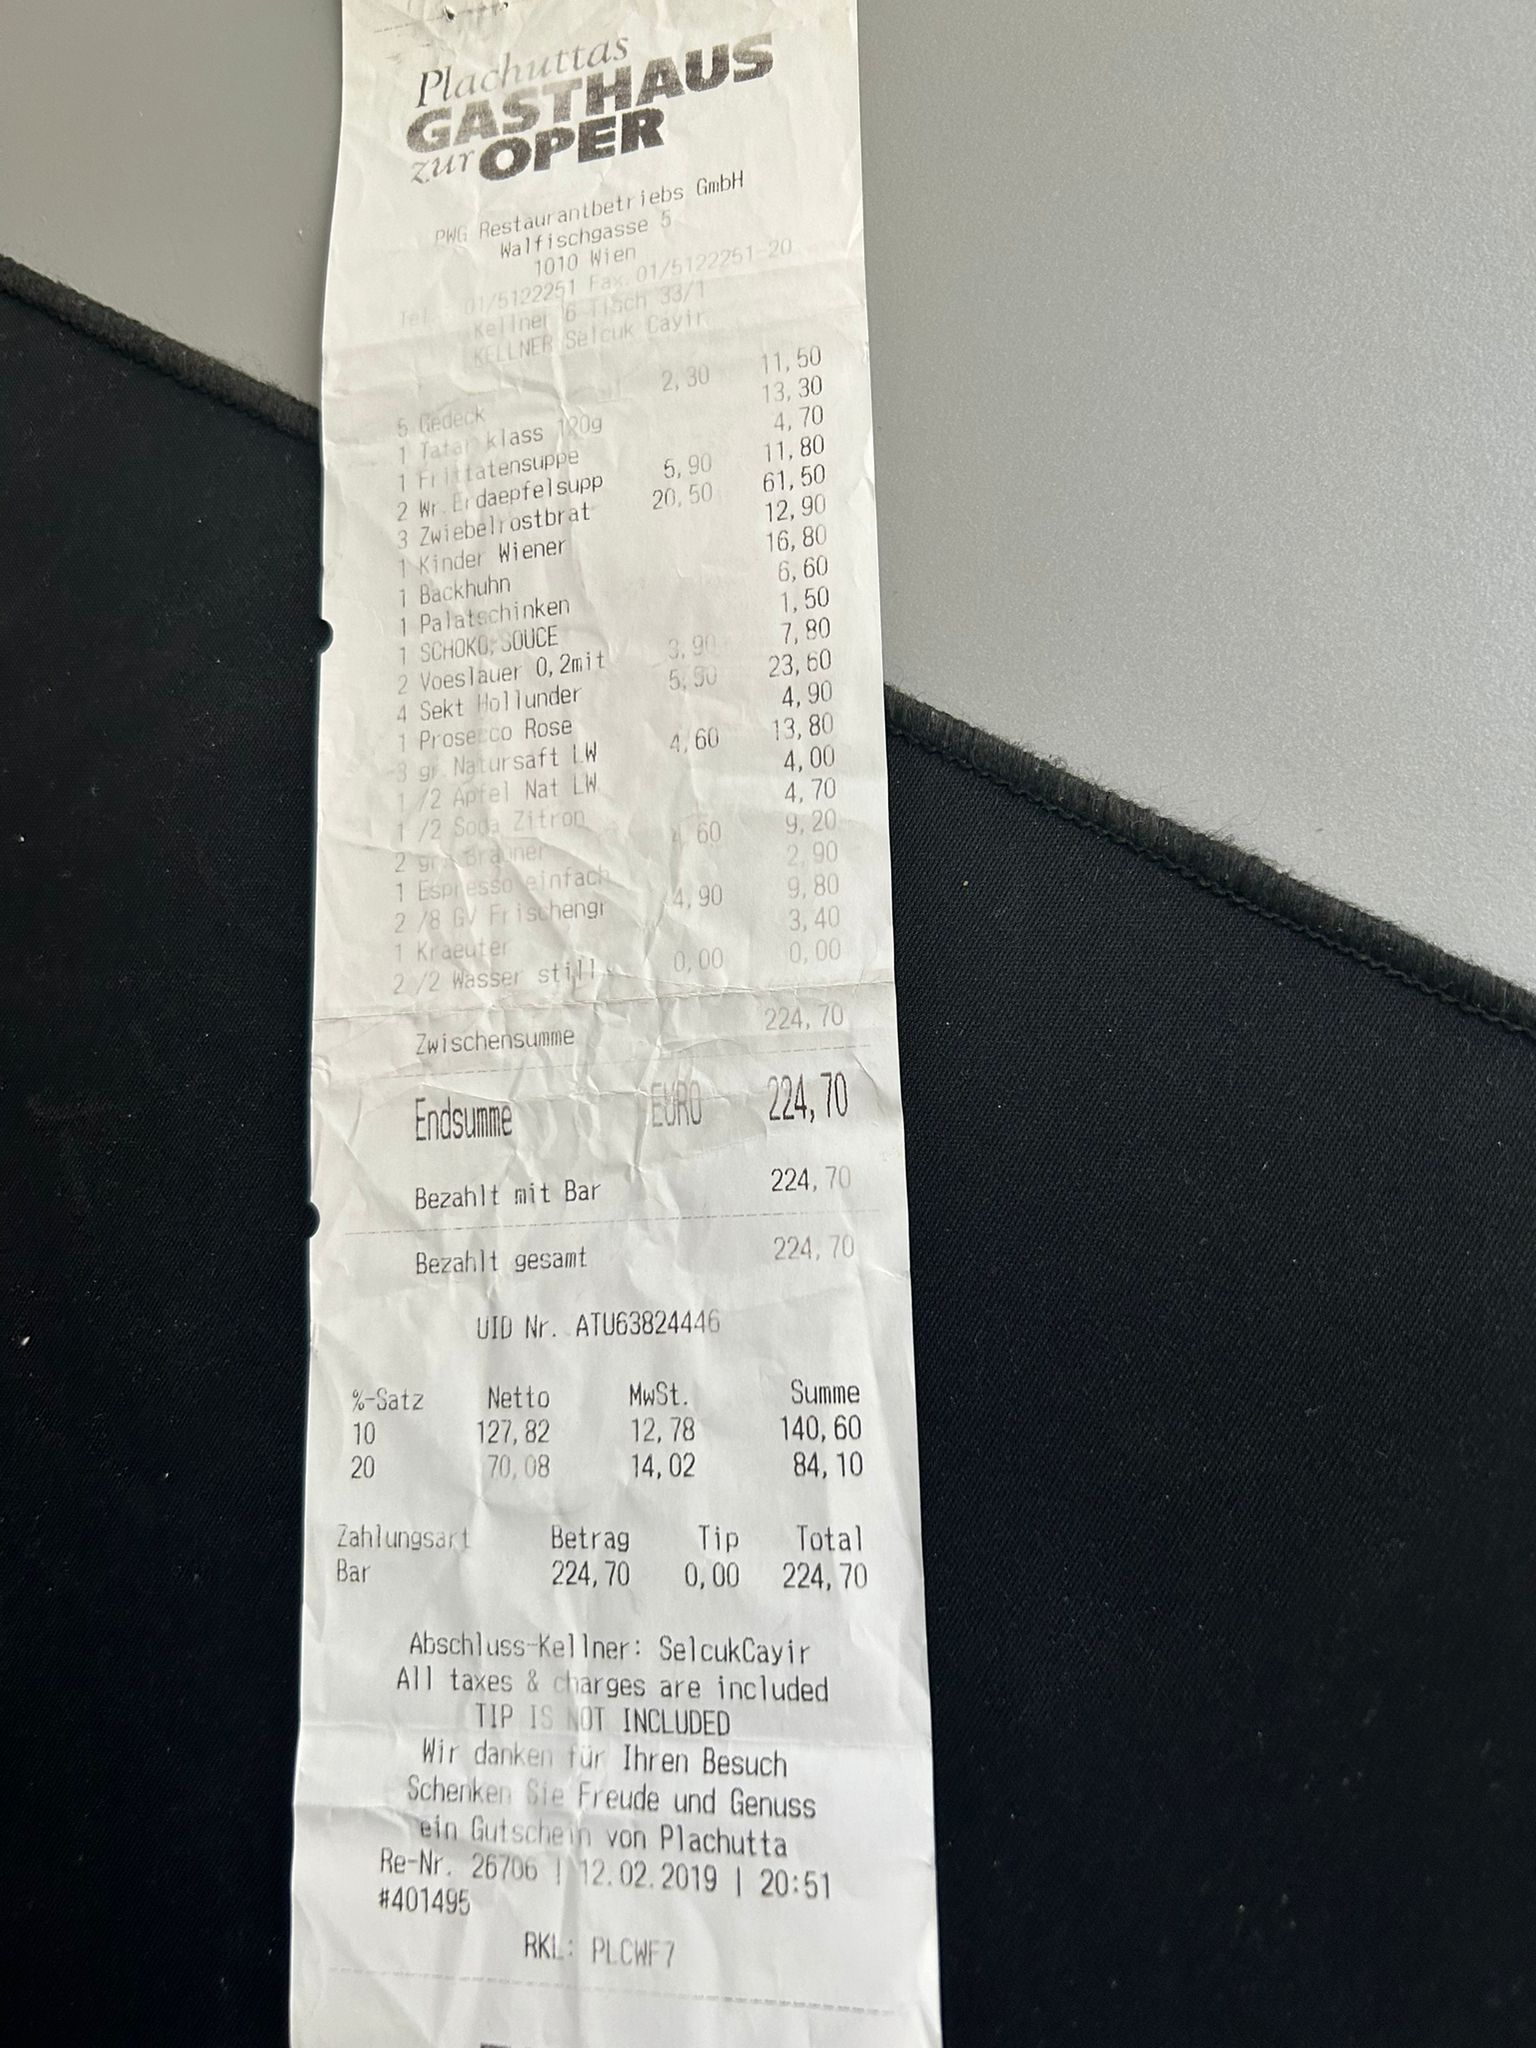 Plachuttas
GASTHAUS
zur OPER
PWG Restaurantbetriebs GmbH
Walfischgasse 5
1010 Wien
Tel. 01/5122251 Fax. 01/5122251-20
Kellner 6 Tisch 33/1
KELLNER Selcuk Cayir
5 Gedeck 2,30 11,50
1 Tatar klass 120g 13,30
1 Frittatensuppe 4,70
2 Wr.Erdaepfelsupp 5,90 11,80
3 Zwiebelrostbrat 20,50 61,50
1 Kinder Wiener 12,90
1 Backhuhn 16,80
1 Palatschinken 6,60
1 SCHOKO,SOUCE 1,50
2 Voeslauer 0,2mit 3,90 7,80
4 Sekt Hollunder 5,90 23,60
1 Prosecco Rose 4,90
3 gr.Natursaft LW 4,60 13,80
1 /2 Apfel Nat LW 4,00
1 /2 Soda Zitron 4,70
2 gr. Brauner 4,60 9,20
1 Espresso einfach 2,90
2 /8 GV Frischengr 4,90 9,80
1 Kraeuter 3,40
2 /2 Wasser still 0,00 0,00
Zwischensumme 224,70
Endsumme EURO 224,70
Bezahlt mit Bar 224,70
Bezahlt gesamt 224,70
UID Nr. ATU63824446
%-Satz Netto MwSt. Summe
10 127,82 12,78 140,60
20 70,08 14,02 84,10
Zahlungsart Betrag Tip Total
Bar 224,70 0,00 224,70
Abschluss-Kellner: SelcukCayir
All taxes & charges are included
TIP IS NOT INCLUDED
Wir danken für Ihren Besuch
Schenken Sie Freude und Genuss
ein Gutschein von Plachutta
Re-Nr. 26706 | 12.02.2019 | 20:51
#401495
RKL: PLCWF7